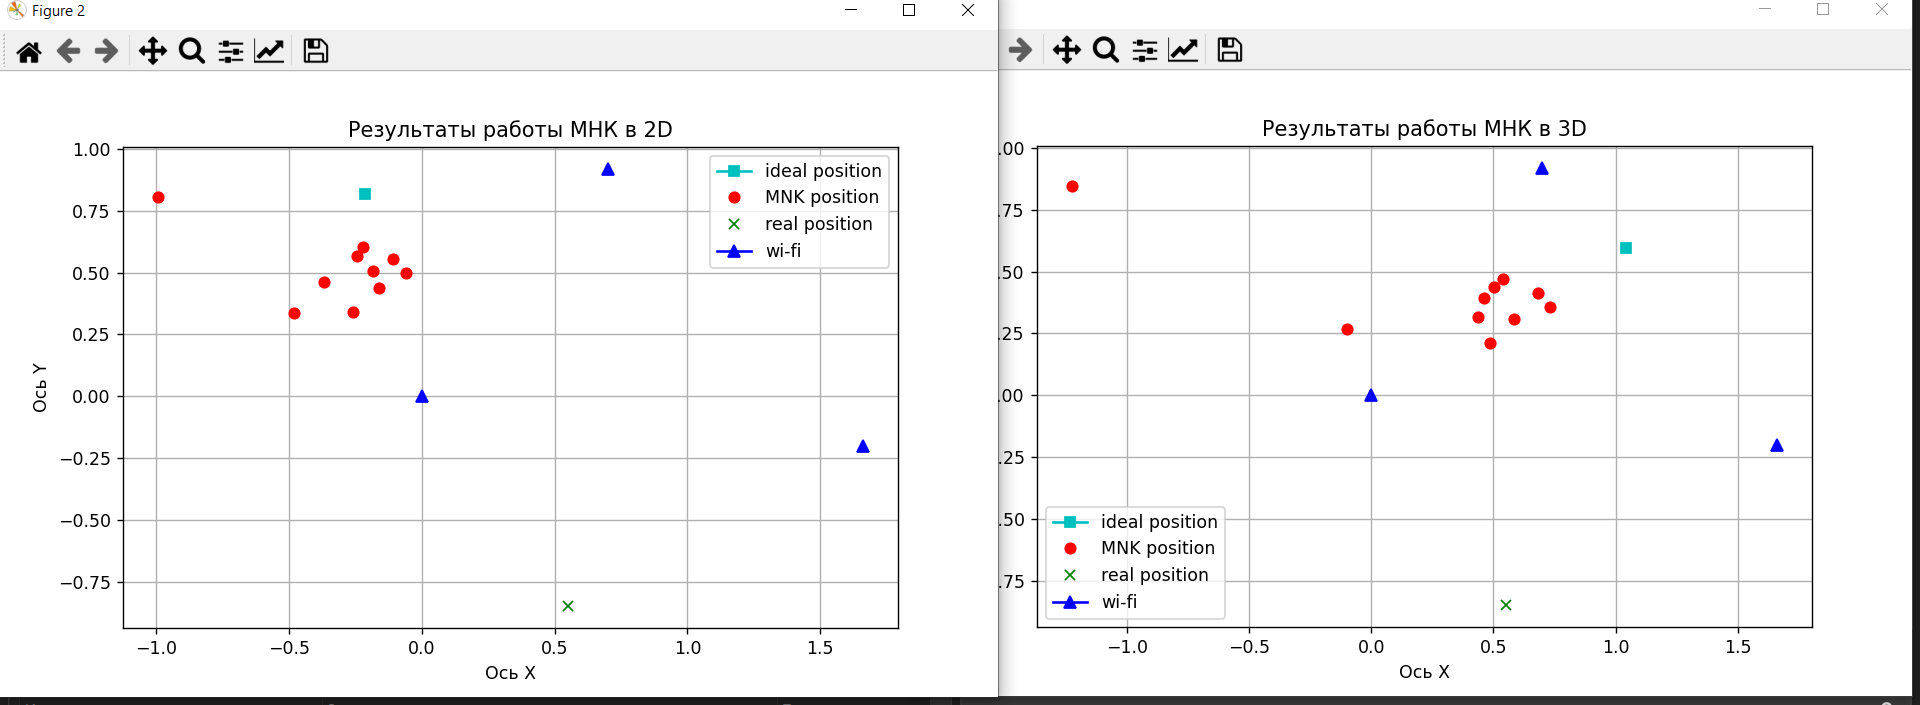 Figure 2
Результаты работы МНК в 2D
1.00
0.75
0.50
0.25
0.00
−0.25
−0.50
−0.75
Ось Y
ideal position
MNK position
real position
wi-fi
−1.0
−0.5
0.0
0.5
1.0
1.5
Ось X
Результаты работы МНК в 3D
.00
.75
.50
.25
.00
.25
.50
.75
ideal position
MNK position
real position
wi-fi
−1.0
−0.5
0.0
0.5
1.0
1.5
Ось X